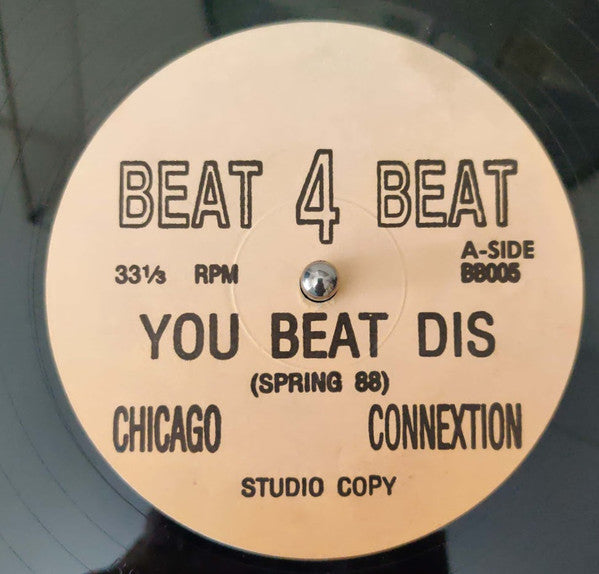 BEAT 4 BEAT
A-SIDE
33⅓ RPM BB005
YOU BEAT DIS
(SPRING 88)
CHICAGO CONNEXTION
STUDIO COPY